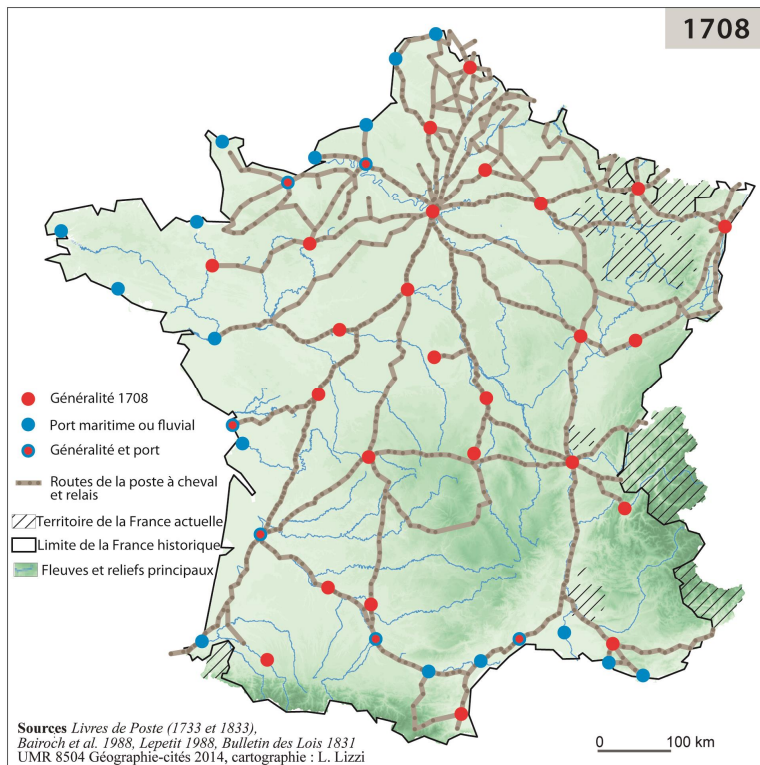 1708
Généralité 1708
Port maritime ou fluvial
Généralité et port
Routes de la poste à cheval
et relais
Territoire de la France actuelle
Limite de la France historique
Fleuves et reliefs principaux
Sources Livres de Poste (1733 et 1833),
Bairoch et al. 1988, Lepetit 1988, Bulletin des Lois 1831
UMR 8504 Géographie-cités 2014, cartographie : L. Lizzi
0 100 km